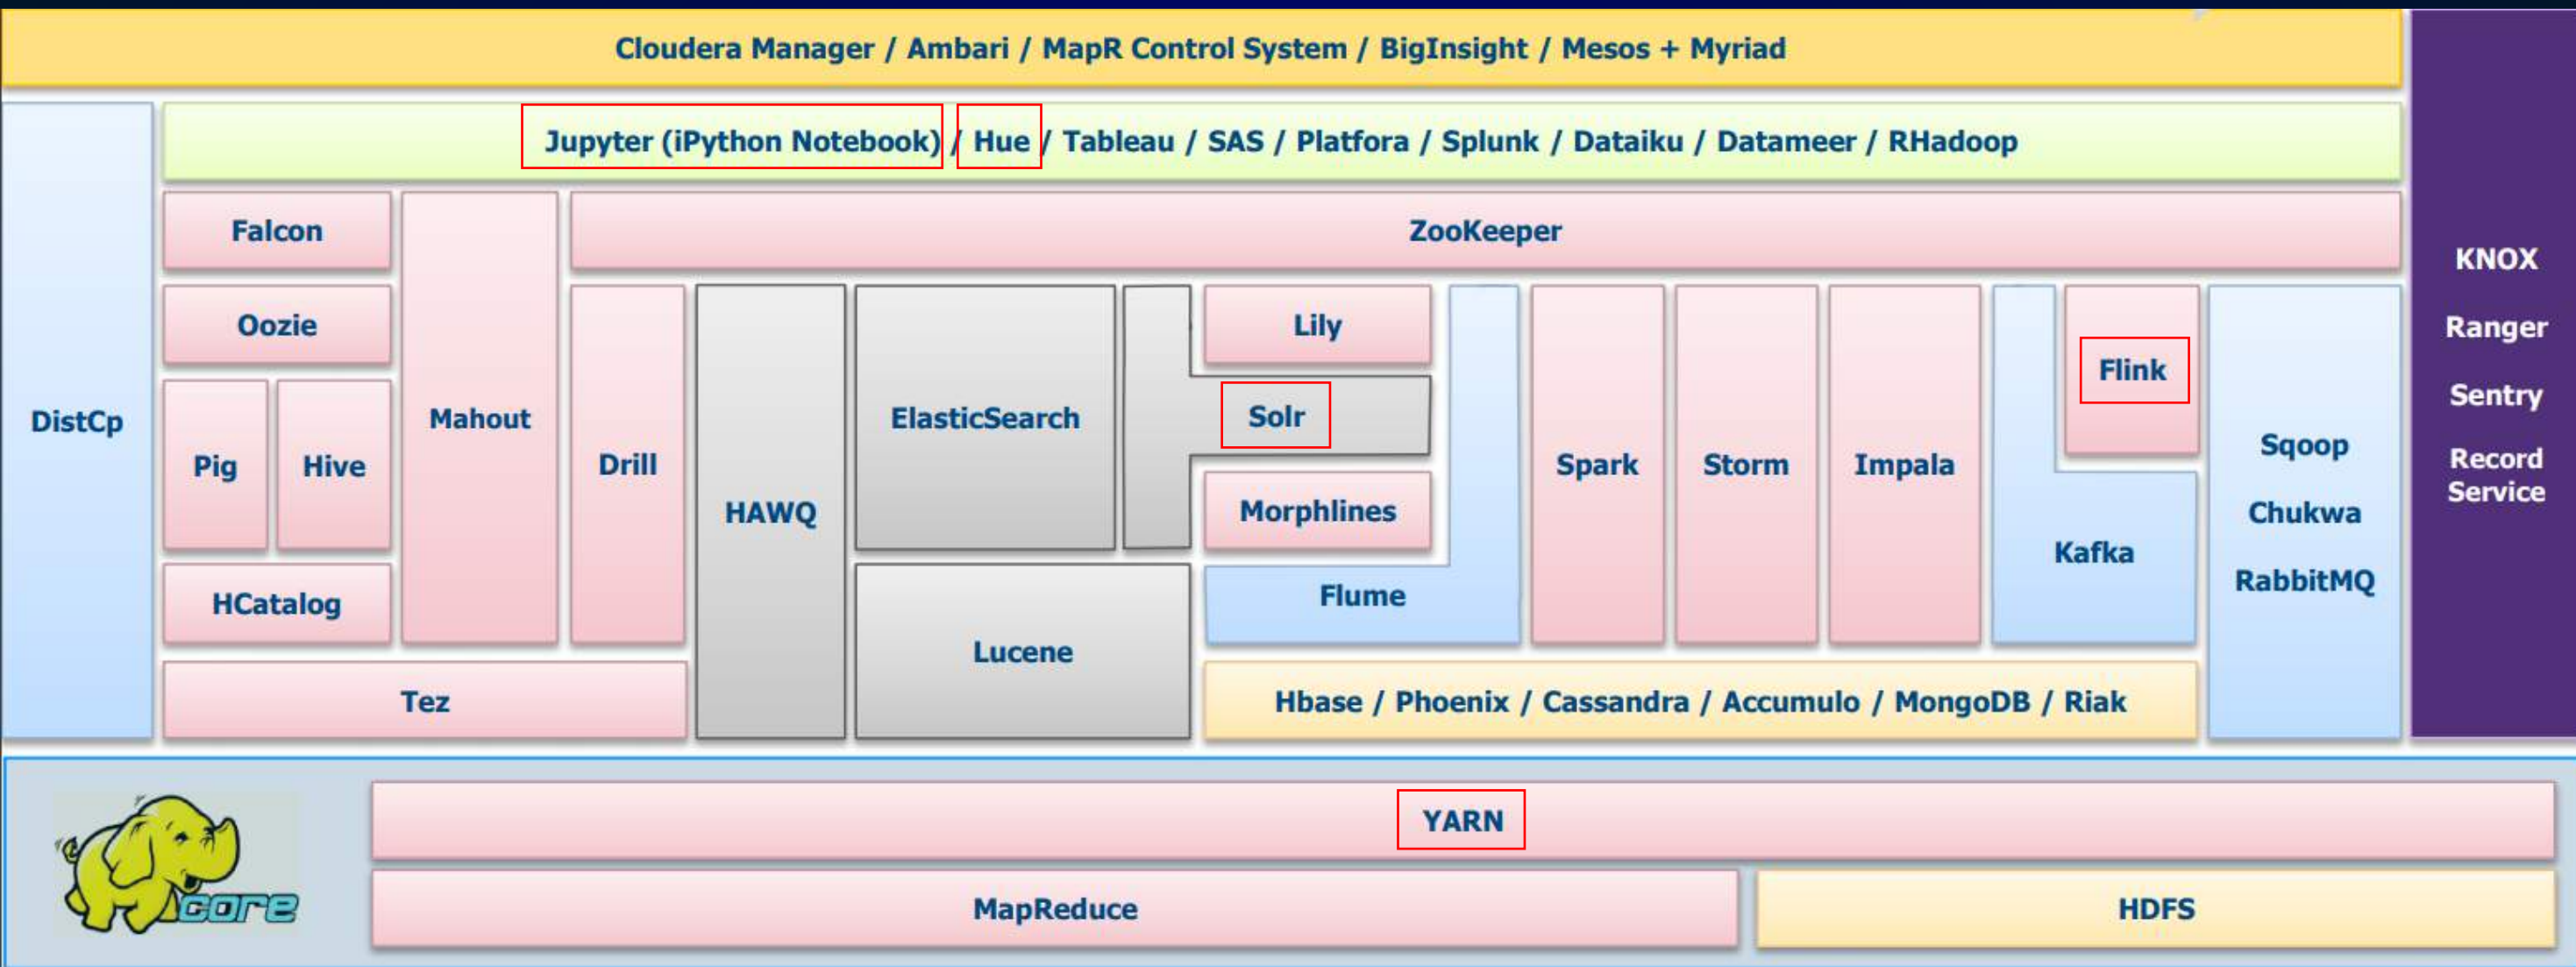 Cloudera Manager / Ambari / MapR Control System / BigInsight / Mesos + Myriad
Jupyter (iPython Notebook) / Hue / Tableau / SAS / Platfora / Splunk / Dataiku / Datameer / RHadoop
Falcon
ZooKeeper
KNOX
Oozie
Lily
Ranger
Flink
Sentry
DistCp
Mahout
ElasticSearch
Solr
Sqoop
Record
Service
Pig
Hive
Drill
Spark
Storm
Impala
HAWQ
Morphlines
Chukwa
Kafka
RabbitMQ
HCatalog
Flume
Lucene
Tez
Hbase / Phoenix / Cassandra / Accumulo / MongoDB / Riak
YARN
core
MapReduce
HDFS